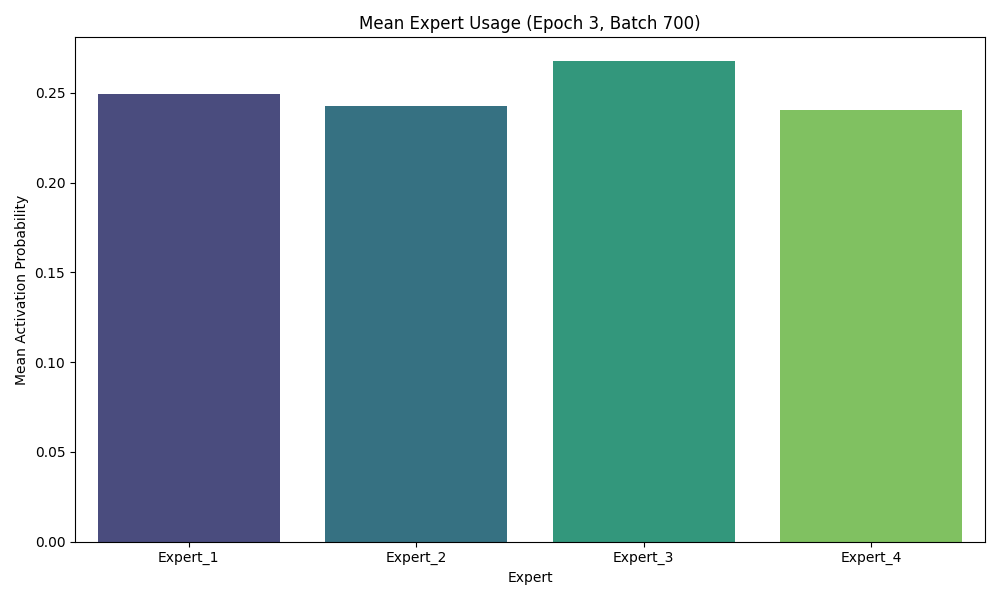 Mean Expert Usage (Epoch 3, Batch 700)
Mean Activation Probability
0.25
0.20
0.15
0.10
0.05
0.00
Expert_1
Expert_2
Expert_3
Expert_4
Expert